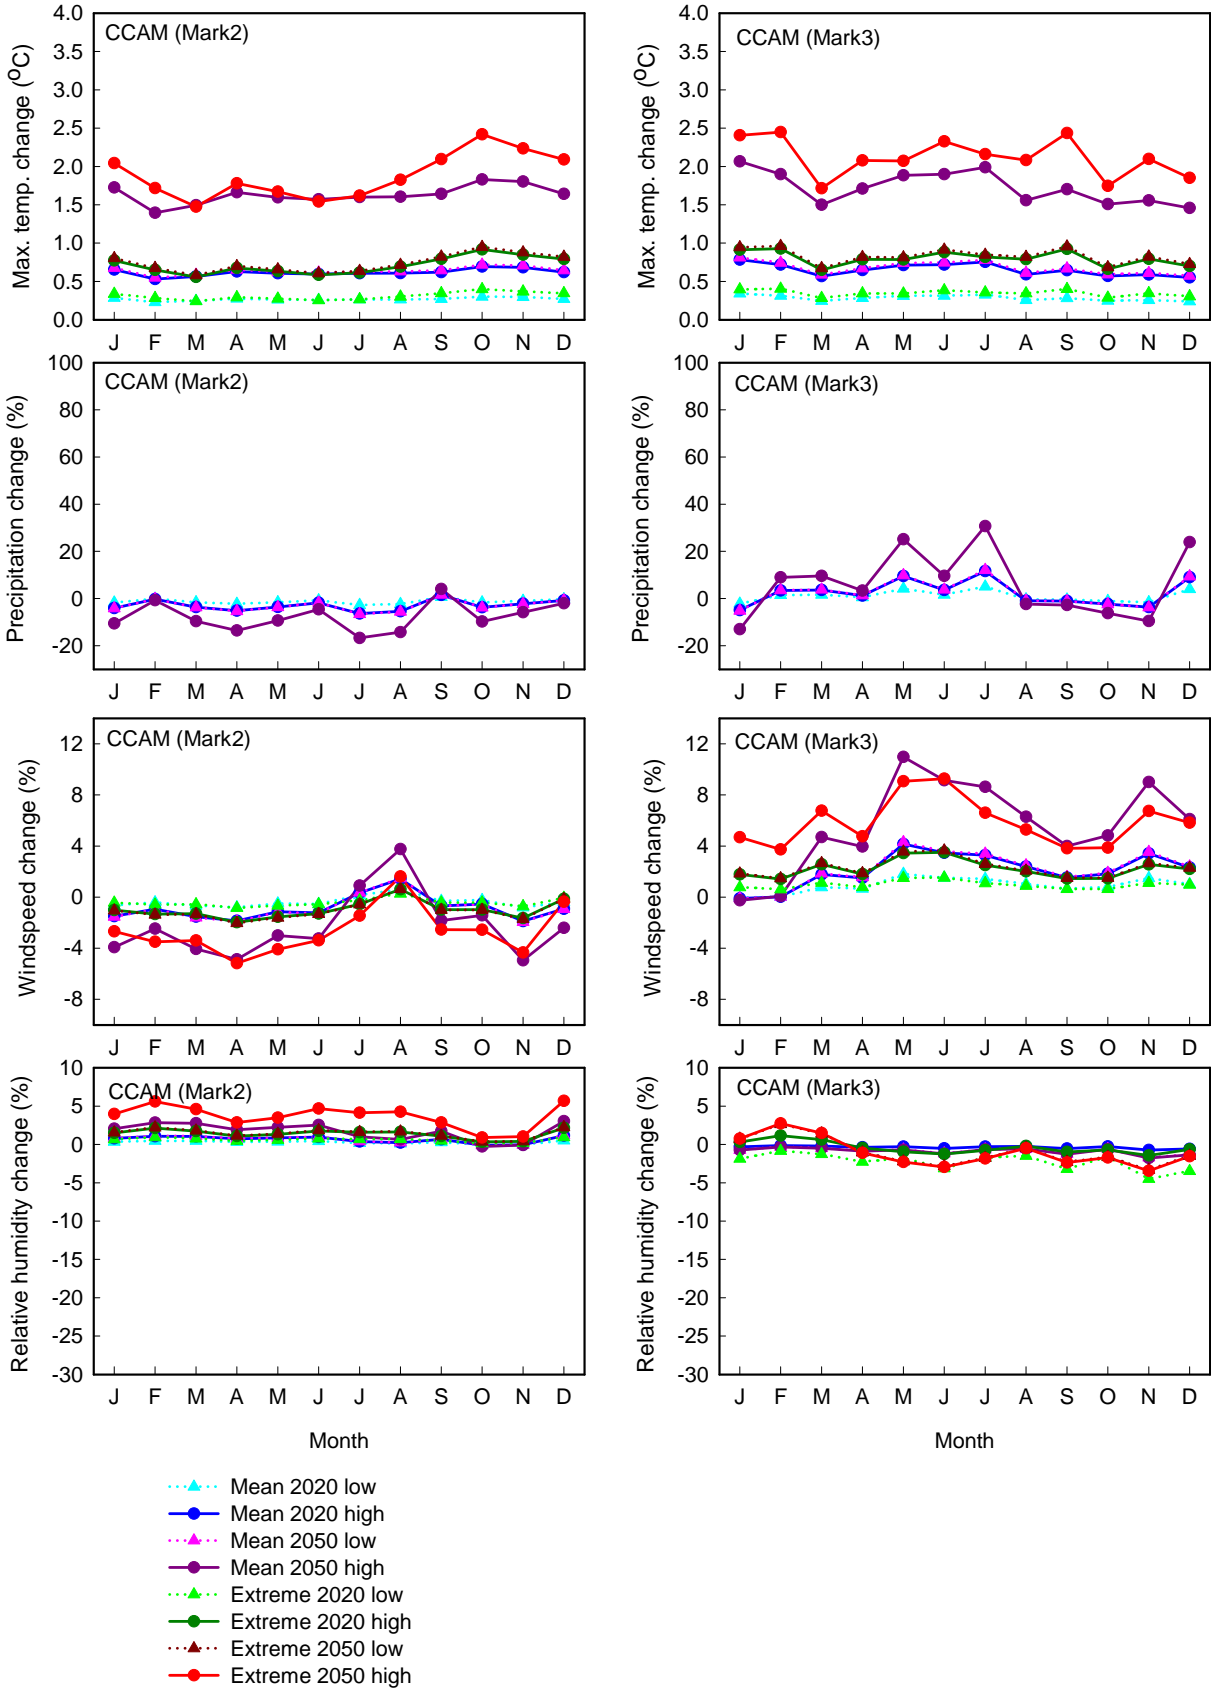 CCAM (Mark2)
Max. temp. change (°C)
4.0
3.5
3.0
2.5
2.0
1.5
1.0
0.5
0.0
J F M A M J J A S O N D
CCAM (Mark3)
Max. temp. change (°C)
4.0
3.5
3.0
2.5
2.0
1.5
1.0
0.5
0.0
J F M A M J J A S O N D
CCAM (Mark2)
Precipitation change (%)
100
80
60
40
20
0
-20
J F M A M J J A S O N D
CCAM (Mark3)
Precipitation change (%)
100
80
60
40
20
0
-20
J F M A M J J A S O N D
CCAM (Mark2)
Windspeed change (%)
12
8
4
0
-4
-8
J F M A M J J A S O N D
CCAM (Mark3)
Windspeed change (%)
12
8
4
0
-4
-8
J F M A M J J A S O N D
CCAM (Mark2)
Relative humidity change (%)
10
5
0
-5
-10
-15
-20
-25
-30
J F M A M J J A S O N D
Month
CCAM (Mark3)
Relative humidity change (%)
10
5
0
-5
-10
-15
-20
-25
-30
J F M A M J J A S O N D
Month
Mean 2020 low
Mean 2020 high
Mean 2050 low
Mean 2050 high
Extreme 2020 low
Extreme 2020 high
Extreme 2050 low
Extreme 2050 high